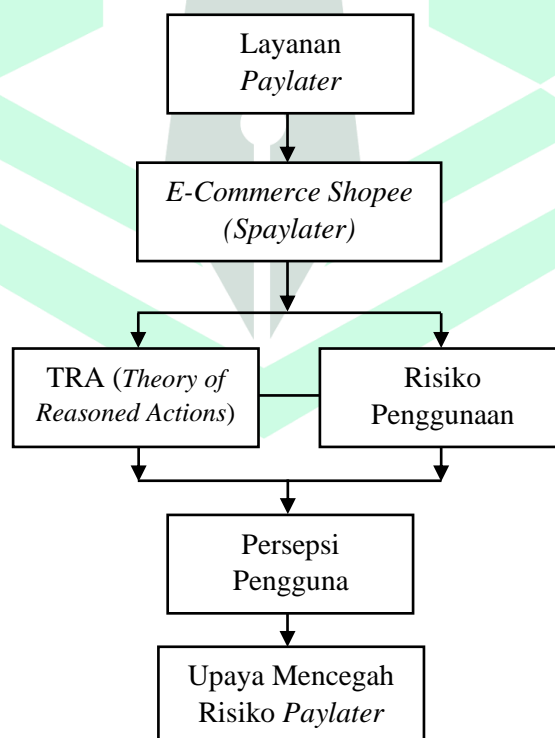 Layanan
Paylater
E-Commerce Shopee
(Spaylater)
TRA (Theory of
Reasoned Actions)
Risiko
Penggunaan
Persepsi
Pengguna
Upaya Mencegah
Risiko Paylater